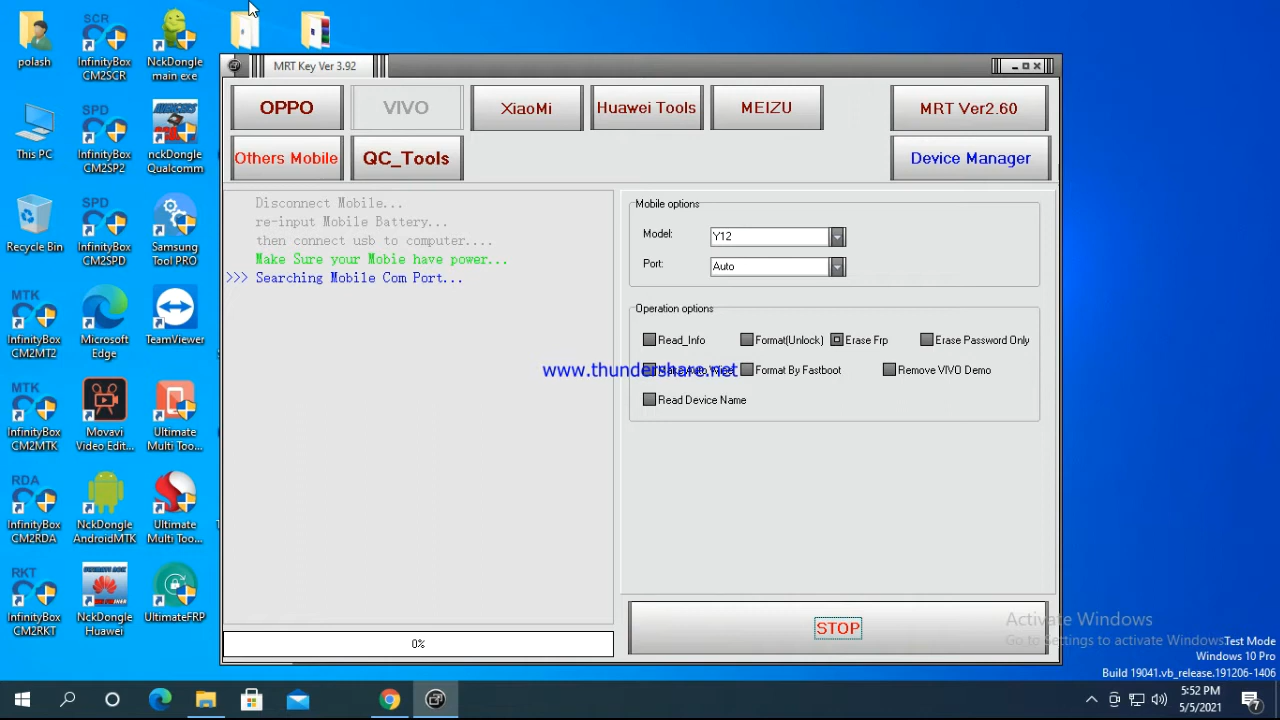 polash
SCR
InfinityBox
CM2SCR
NckDongle
main exe
This PC
SPD
InfinityBox
CM2SP2
nckDongle
Qualcomm
Recycle Bin
SPD
InfinityBox
CM2SPD
Samsung
Tool PRO
MTK
InfinityBox
CM2MT2
Microsoft
Edge
TeamViewer
MTK
InfinityBox
CM2MTK
Movavi
Video Edit...
Ultimate
Multi Too...
RDA
InfinityBox
CM2RDA
NckDongle
AndroidMTK
Ultimate
Multi Too...
RKT
InfinityBox
CM2RKT
NckDongle
Huawei
UltimateFRP
MRT Key Ver 3.92
OPPO
VIVO
XiaoMi
Huawei Tools
MEIZU
MRT Ver2.60
Others Mobile
QC_Tools
Device Manager
Disconnect Mobile...
re-input Mobile Battery...
then connect usb to computer....
Make Sure your Mobie have power...
>>> Searching Mobile Com Port...
0%
Mobile options
Model: Y12
Port: Auto
Operation options
Read_Info
Format(Unlock)
Erase Frp
Erase Password Only
www.thundershare.net
Format By Fastboot
Remove VIVO Demo
Read Device Name
STOP
Activate Windows
Go to Settings to activate Windows.
Test Mode
Windows 10 Pro
Build 19041.vb_release.191206-1406
5:52 PM
5/5/2021
7